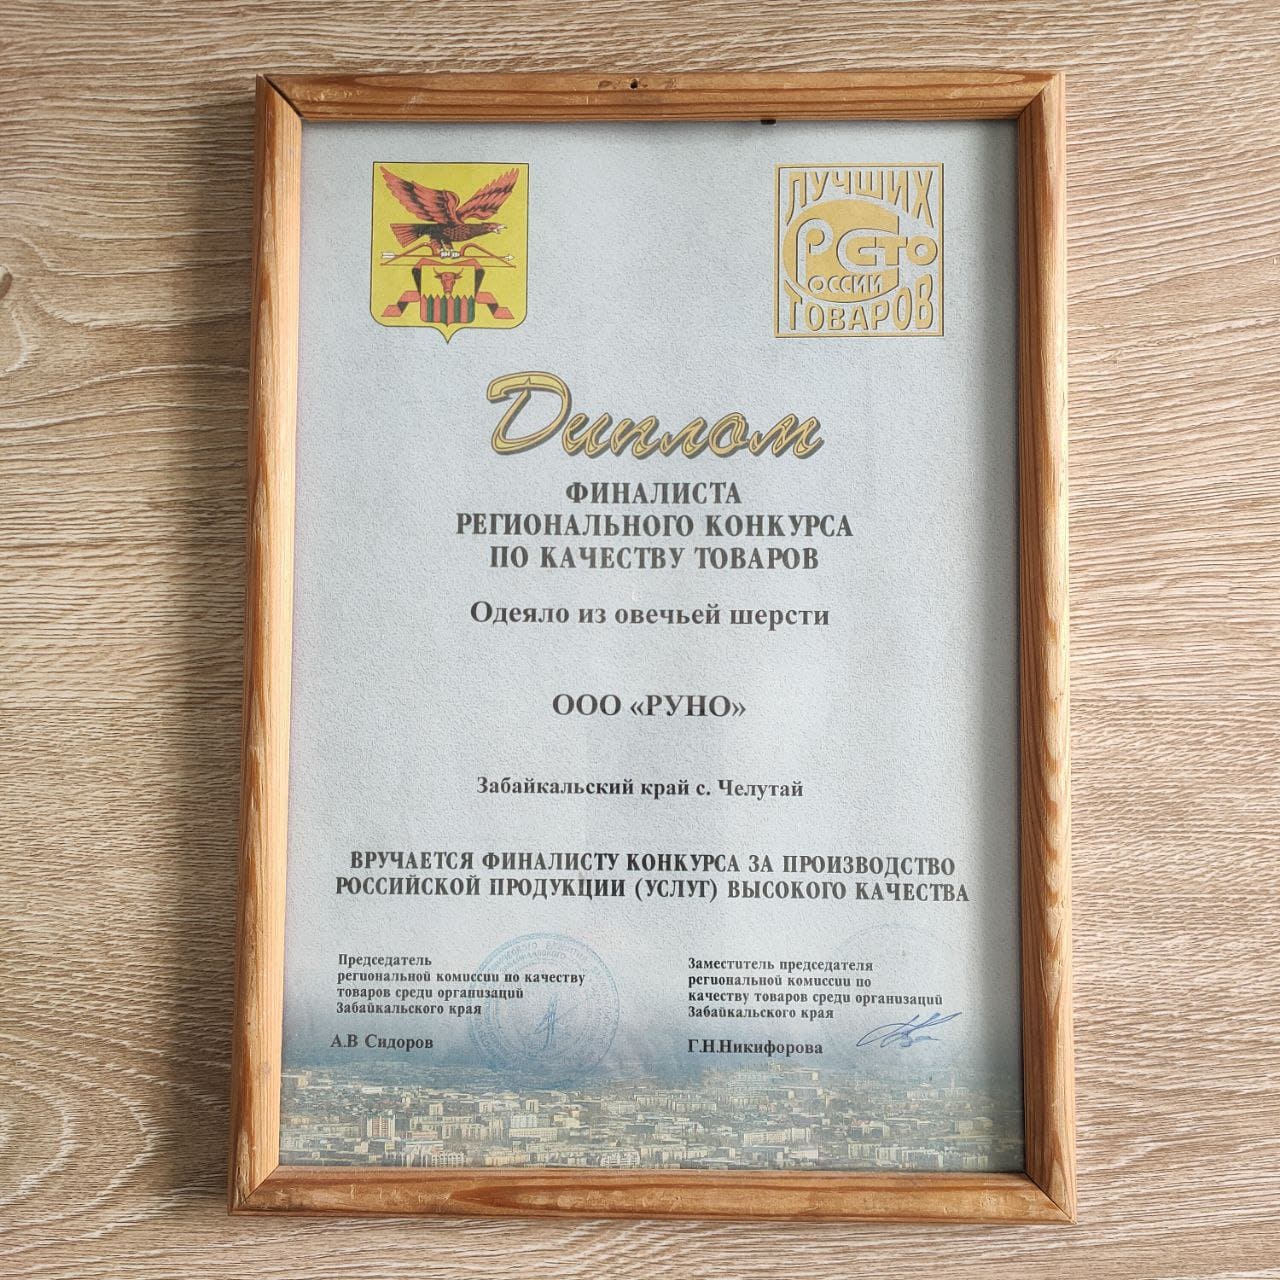 ЛУЧШИХ
СТО
РОССИИ
ТОВАРОВ
Диплом
ФИНАЛИСТА
РЕГИОНАЛЬНОГО КОНКУРСА
ПО КАЧЕСТВУ ТОВАРОВ
Одеяло из овечьей шерсти
ООО «РУНО»
Забайкальский край с. Челутай
ВРУЧАЕТСЯ ФИНАЛИСТУ КОНКУРСА ЗА ПРОИЗВОДСТВО
РОССИЙСКОЙ ПРОДУКЦИИ (УСЛУГ) ВЫСОКОГО КАЧЕСТВА
Председатель
региональной комиссии по качеству
товаров среди организаций
Забайкальского края
А.В Сидоров
Заместитель председателя
региональной комиссии по
качеству товаров среди организаций
Забайкальского края
Г.Н.Никифорова